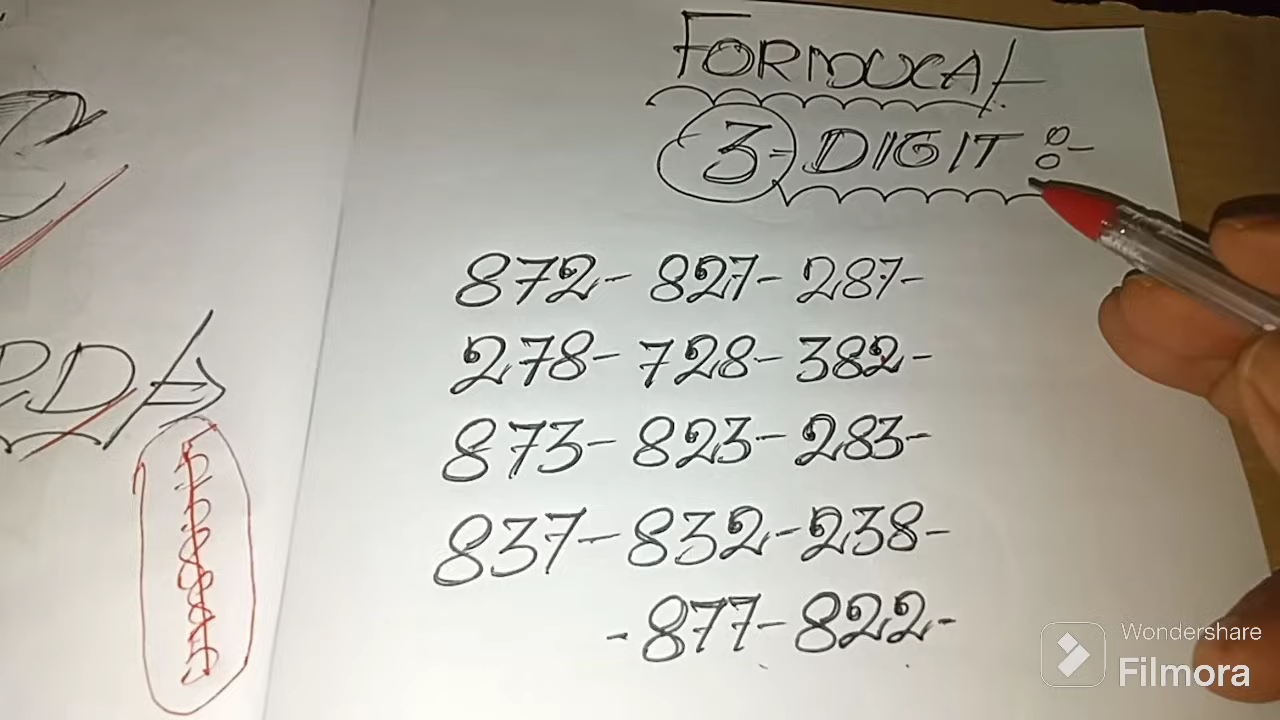 FORMUCAL
3-DIGIT:-
872-827-287-
278-728-382-
873-823-283-
837-832-238-
-877-822-
Wondershare
Filmora